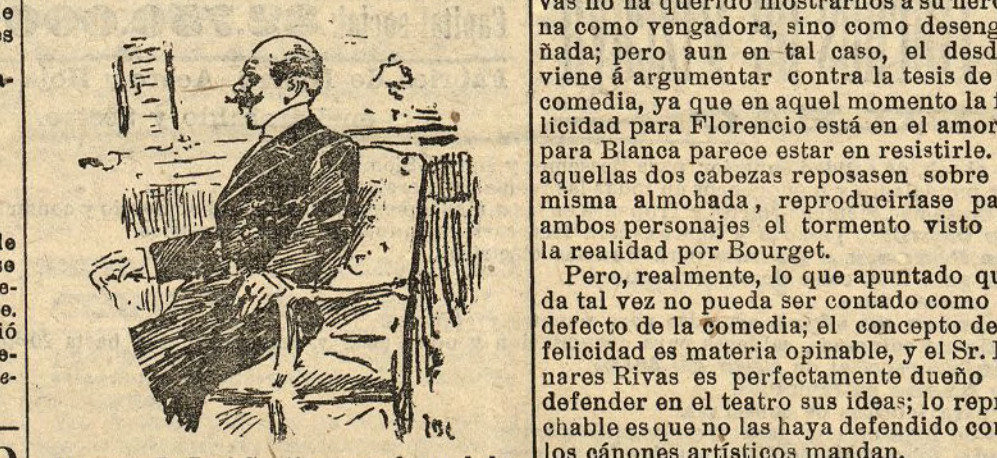 vas no ha querido mostrarnos a su hero
na como vengadora, sino como deseng
ñada; pero aun en tal caso, el desd
viene á argumentar contra la tesis de
comedia, ya que en aquel momento la f
licidad para Florencio está en el amor
para Blanca parece estar en resistirle.
aquellas dos cabezas reposasen sobre
misma almohada, reproduciríase pa
ambos personajes el tormento visto
la realidad por Bourget.
Pero, realmente, lo que apuntado qu
da tal vez no pueda ser contado como
defecto de la comedia; el concepto de
felicidad es materia opinable, y el Sr.
nares Rivas es perfectamente dueño
defender en el teatro sus ideas; lo repr
chable es que no las haya defendido con
los cánones artísticos mandan.